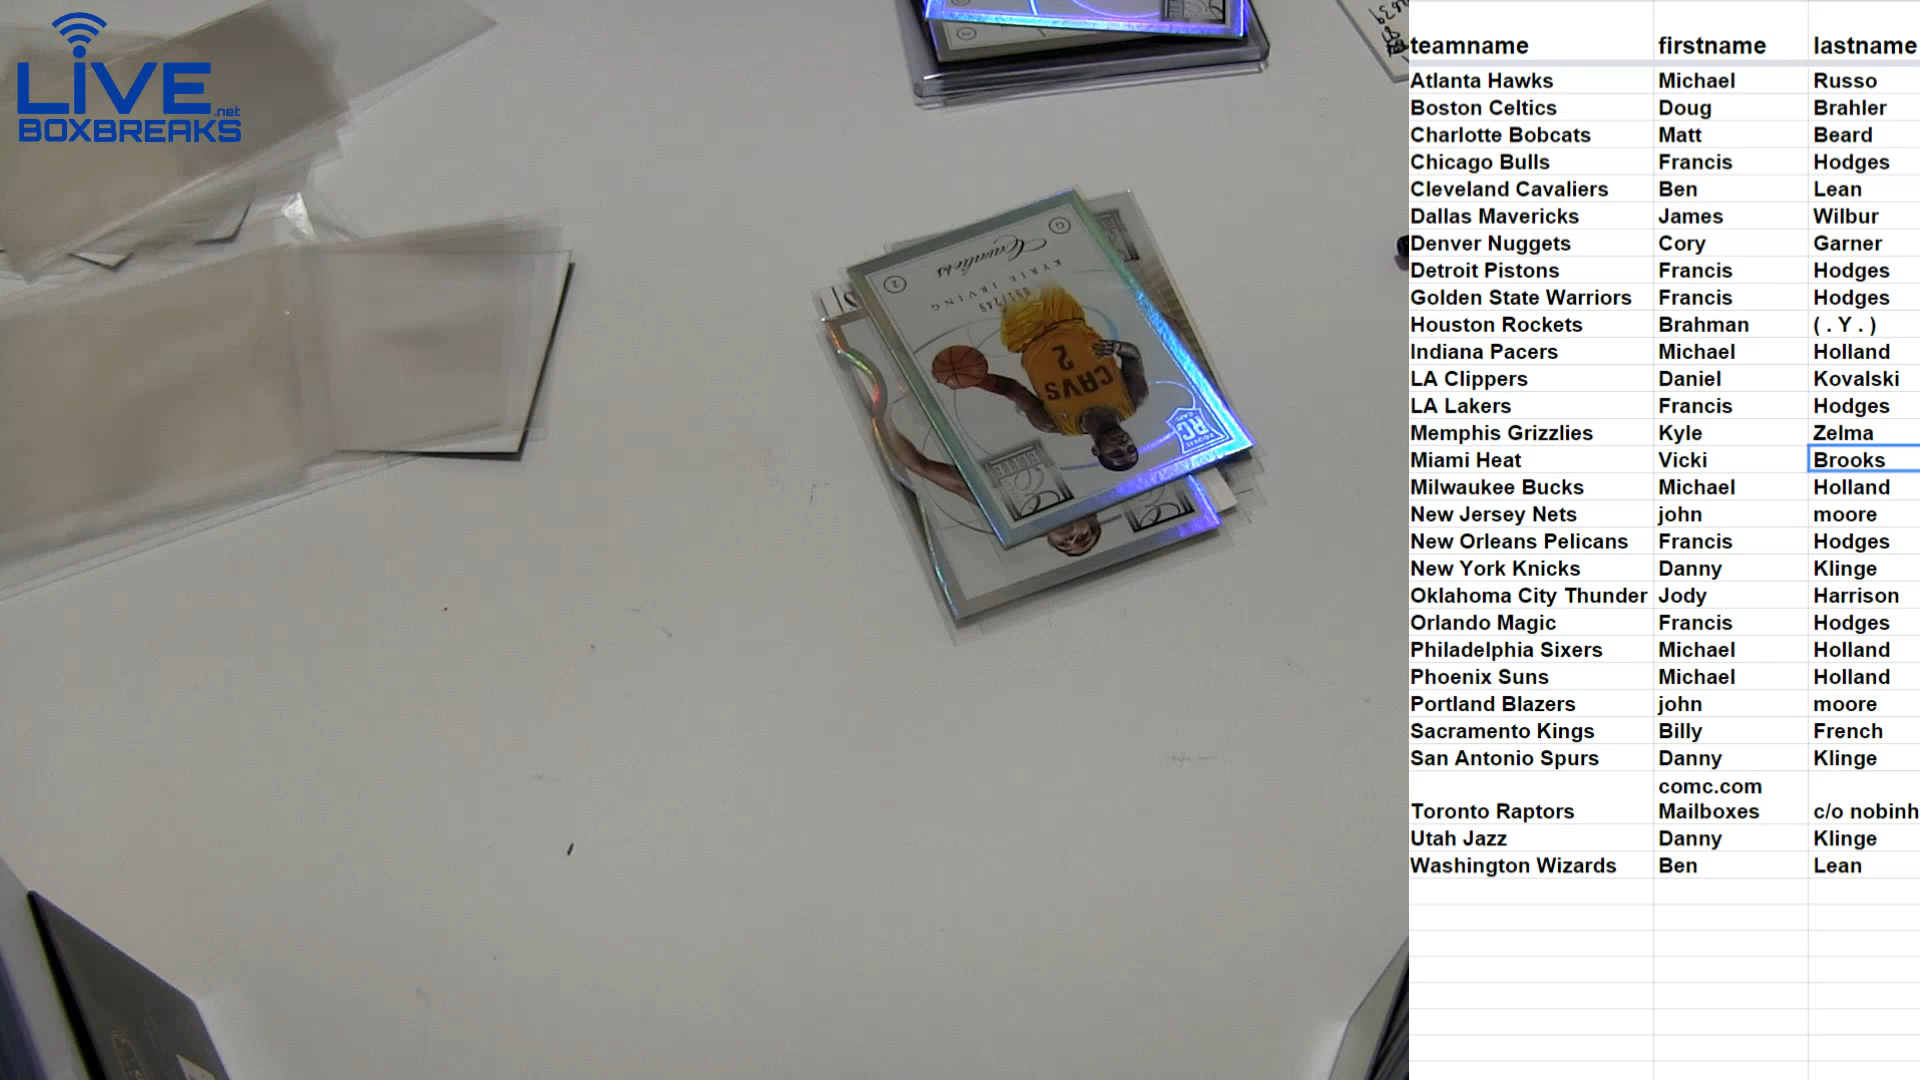 LiVE.net
BOXBREAKS
teamname firstname lastname
Atlanta Hawks Michael Russo
Boston Celtics Doug Brahler
Charlotte Bobcats Matt Beard
Chicago Bulls Francis Hodges
Cleveland Cavaliers Ben Lean
Dallas Mavericks James Wilbur
Denver Nuggets Cory Garner
Detroit Pistons Francis Hodges
Golden State Warriors Francis Hodges
Houston Rockets Brahman ( . Y . )
Indiana Pacers Michael Holland
LA Clippers Daniel Kovalski
LA Lakers Francis Hodges
Memphis Grizzlies Kyle Zelma
Miami Heat Vicki Brooks
Milwaukee Bucks Michael Holland
New Jersey Nets john moore
New Orleans Pelicans Francis Hodges
New York Knicks Danny Klinge
Oklahoma City Thunder Jody Harrison
Orlando Magic Francis Hodges
Philadelphia Sixers Michael Holland
Phoenix Suns Michael Holland
Portland Blazers john moore
Sacramento Kings Billy French
San Antonio Spurs Danny Klinge
comc.com
Toronto Raptors Mailboxes c/o nobinh
Utah Jazz Danny Klinge
Washington Wizards Ben Lean
G
Cavaliers
2
KYRIE IRVING
CAVS
2
RC
ELITE